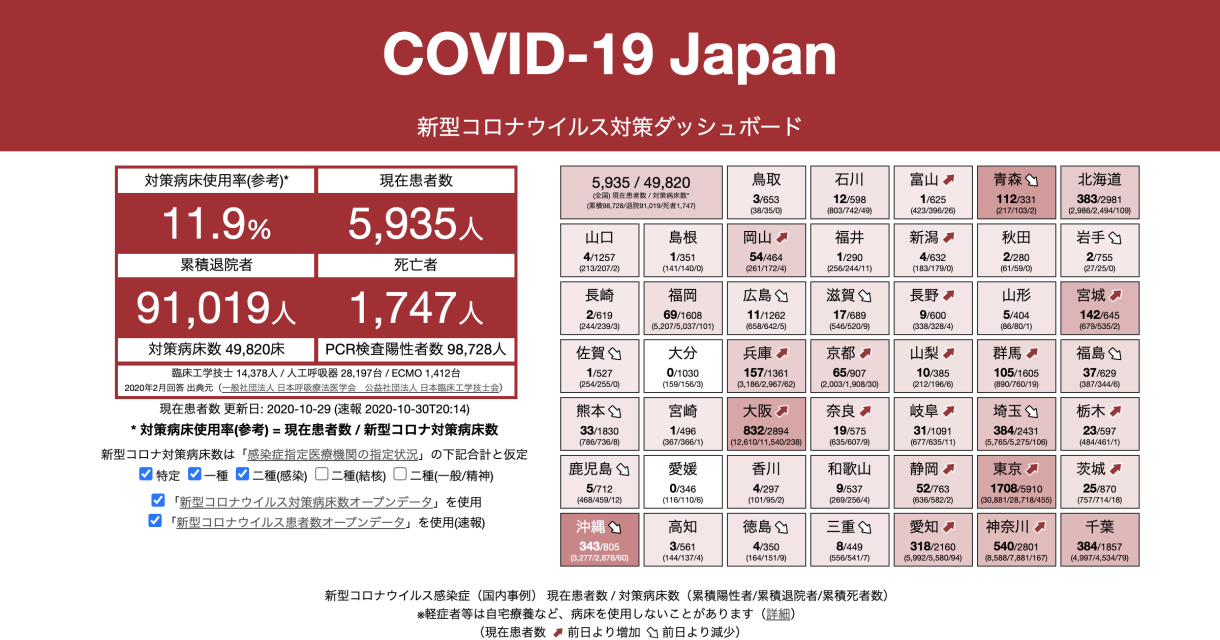 COVID-19 Japan
新型コロナウイルス対策ダッシュボード
対策病床使用率(参考)*
現在患者数
11.9%
5,935人
累積退院者
死亡者
91,019人
1,747人
対策病床数 49,820床
PCR検査陽性者数 98,728人
臨床工学技士 14,378人 / 人工呼吸器 28,197台 / ECMO 1,412台
2020年2月回答 出典元 (一般社団法人 日本呼吸療法医学会 公益社団法人 日本臨床工学技士会)
現在患者数 更新日: 2020-10-29 (速報 2020-10-30T20:14)
* 対策病床使用率(参考) = 現在患者数 / 新型コロナ対策病床数
新型コロナ対策病床数は「感染症指定医療機関の指定状況」の下記合計と仮定
特定 一種 二種(感染) 二種(結核) 二種(一般/精神)
「新型コロナウイルス対策病床数オープンデータ」を使用
「新型コロナウイルス患者数オープンデータ」を使用(速報)
5,935 / 49,820
(全国) 現在患者数 / 対策病床数*
(累積98,728/退院91,019/死者1,747)
鳥取
3/653
(38/35/0)
石川
12/598
(803/742/49)
富山
1/625
(423/396/26)
青森
112/331
(217/103/2)
北海道
383/2981
(2,986/2,494/109)
山口
4/1257
(213/207/2)
島根
1/351
(141/140/0)
岡山
54/464
(261/172/4)
福井
1/290
(256/244/11)
新潟
4/632
(183/179/0)
秋田
2/280
(61/59/0)
岩手
2/755
(27/25/0)
長崎
2/619
(244/239/3)
福岡
69/1608
(5,207/5,037/101)
広島
11/1262
(658/642/5)
滋賀
17/689
(546/520/9)
長野
9/600
(338/328/4)
山形
5/404
(86/80/1)
宮城
142/645
(679/535/2)
佐賀
1/527
(254/255/0)
大分
0/1030
(159/156/3)
兵庫
157/1361
(3,186/2,967/62)
京都
65/907
(2,003/1,908/30)
山梨
10/385
(212/196/6)
群馬
105/1605
(890/760/19)
福島
37/629
(387/344/6)
熊本
33/1830
(786/736/8)
宮崎
1/496
(367/366/1)
大阪
832/2894
(12,610/11,540/238)
奈良
19/575
(635/607/9)
岐阜
31/1091
(677/635/11)
埼玉
384/2431
(5,765/5,275/106)
栃木
23/597
(484/461/1)
鹿児島
5/712
(468/459/12)
愛媛
0/346
(116/110/6)
香川
4/297
(101/95/2)
和歌山
9/537
(269/256/4)
静岡
52/763
(636/582/2)
東京
1708/5910
(30,881/28,718/455)
茨城
25/870
(757/714/18)
沖縄
343/805
(3,277/2,878/60)
高知
3/561
(144/137/4)
徳島
4/350
(164/151/9)
三重
8/449
(556/541/7)
愛知
318/2160
(5,992/5,580/94)
神奈川
540/2801
(8,588/7,881/167)
千葉
384/1857
(4,997/4,534/79)
新型コロナウイルス感染症(国内事例) 現在患者数 / 対策病床数(累積陽性者/累積退院者/累積死者数)
※軽症者等は自宅療養など、病床を使用しないことがあります(詳細)
(現在患者数 前日より増加 前日より減少)